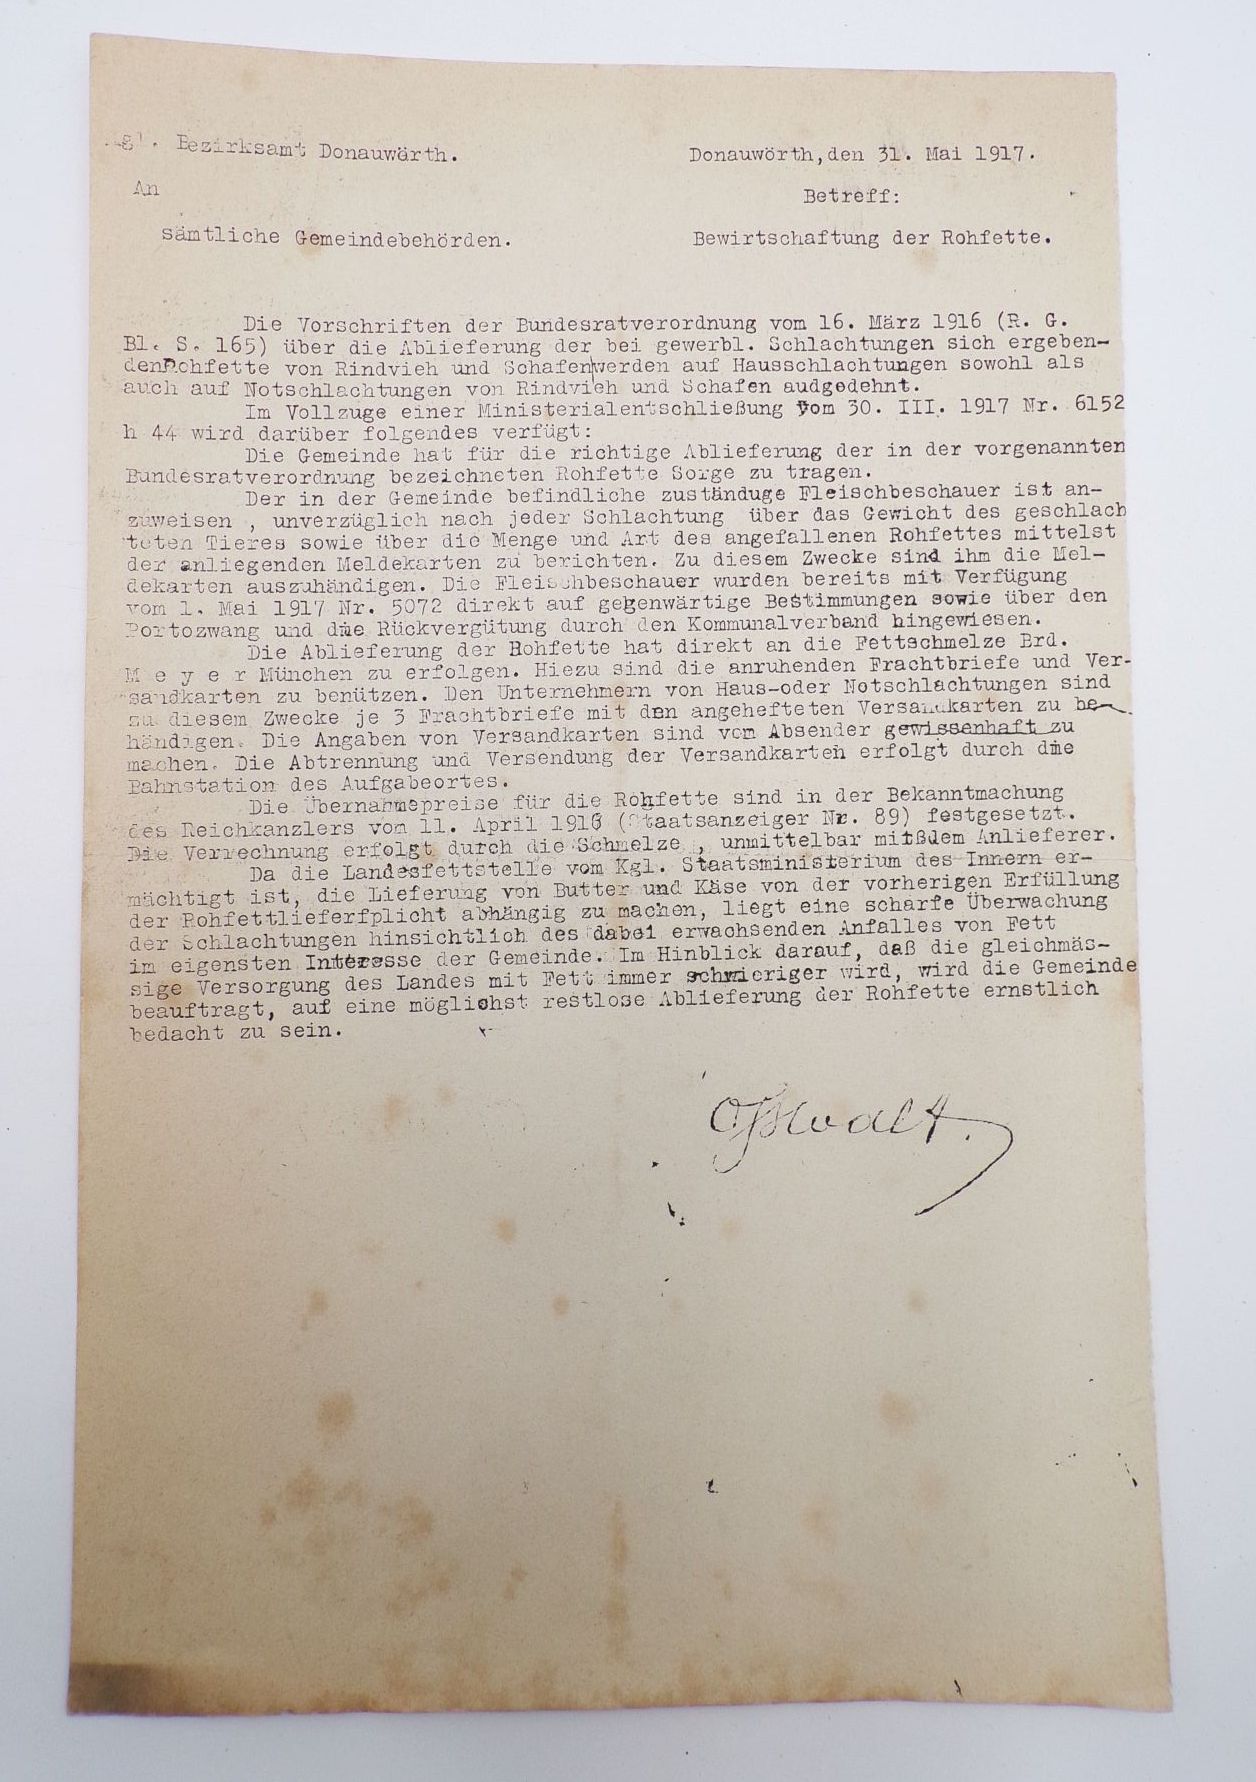 Kgl. Bezirksamt Donauwärth.
Donauwörth, den 31. Mai 1917.
An
Betreff:
sämtliche Gemeindebehörden.
Bewirtschaftung der Rohfette.
Die Vorschriften der Bundesratverordnung vom 16. März 1916 (R. G.
Bl. S. 165) über die Ablieferung der bei gewerbl. Schlachtungen sich ergeben-
denRohfette von Rindvieh und Schafen werden auf Hausschlachtungen sowohl als
auch auf Notschlachtungen von Rindvieh und Schafen audgedehnt.
Im Vollzuge einer Ministerialentschließung vom 30. III. 1917 Nr. 6152
h 44 wird darüber folgendes verfügt:
Die Gemeinde hat für die richtige Ablieferung der in der vorgenannten
Bundesratverordnung bezeichneten Rohfette Sorge zu tragen.
Der in der Gemeinde befindliche zuständuge Fleischbeschauer ist an-
zuweisen , unverzüglich nach jeder Schlachtung über das Gewicht des geschlach
teten Tieres sowie über die Menge und Art des angefallenen Rohfettes mittelst
der anliegenden Meldekarten zu berichten. Zu diesem Zwecke sind ihm die Mel-
dekarten auszuhändigen. Die Fleischbeschauer wurden bereits mit Verfügung
vom 1. Mai 1917 Nr. 5072 direkt auf gegenwärtige Bestimmungen sowie über den
Portozwang und die Rückvergütung durch den Kommunalverband hingewiesen.
Die Ablieferung der Rohfette hat direkt an die Fettschmelze Brd.
M e y e r München zu erfolgen. Hiezu sind die anruhenden Frachtbriefe und Ver-
sandkarten zu benützen. Den Unternehmern von Haus-oder Notschlachtungen sind
zu diesem Zwecke je 3 Frachtbriefe mit den angehefteten Versandkarten zu be-
händigen. Die Angaben von Versandkarten sind vom Absender gewissenhaft zu
machen. Die Abtrennung und Versendung der Versandkarten erfolgt durch die
Bahnstation des Aufgabeortes.
Die Übernahmepreise für die Rohfette sind in der Bekanntmachung
des Reichkanzlers vom 11. April 1916 (Staatsanzeiger Nr. 89) festgesetzt.
Die Verrechnung erfolgt durch die Schmelze , unmittelbar mit dem Anlieferer.
Da die Landesfettstelle vom Kgl. Staatsministerium des Innern er-
mächtigt ist, die Lieferung von Butter und Käse von der vorherigen Erfüllung
der Rohfettlieferfplicht abhängig zu machen, liegt eine scharfe Überwachung
der Schlachtungen hinsichtlich des dabei erwachsenden Anfalles von Fett
im eigensten Interesse der Gemeinde. Im Hinblick darauf, daß die gleichmäs-
sige Versorgung des Landes mit Fett immer schwieriger wird, wird die Gemeinde
beauftragt, auf eine möglichst restlose Ablieferung der Rohfette ernstlich
bedacht zu sein.